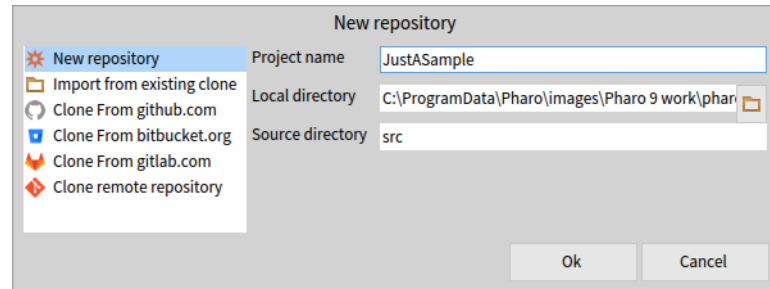 New repository
New repository
Import from existing clone
Clone From github.com
Clone From bitbucket.org
Clone From gitlab.com
Clone remote repository
Project name
JustASample
Local directory
C:\ProgramData\Pharo\images\Pharo 9 work\phar
Source directory
src
Ok
Cancel